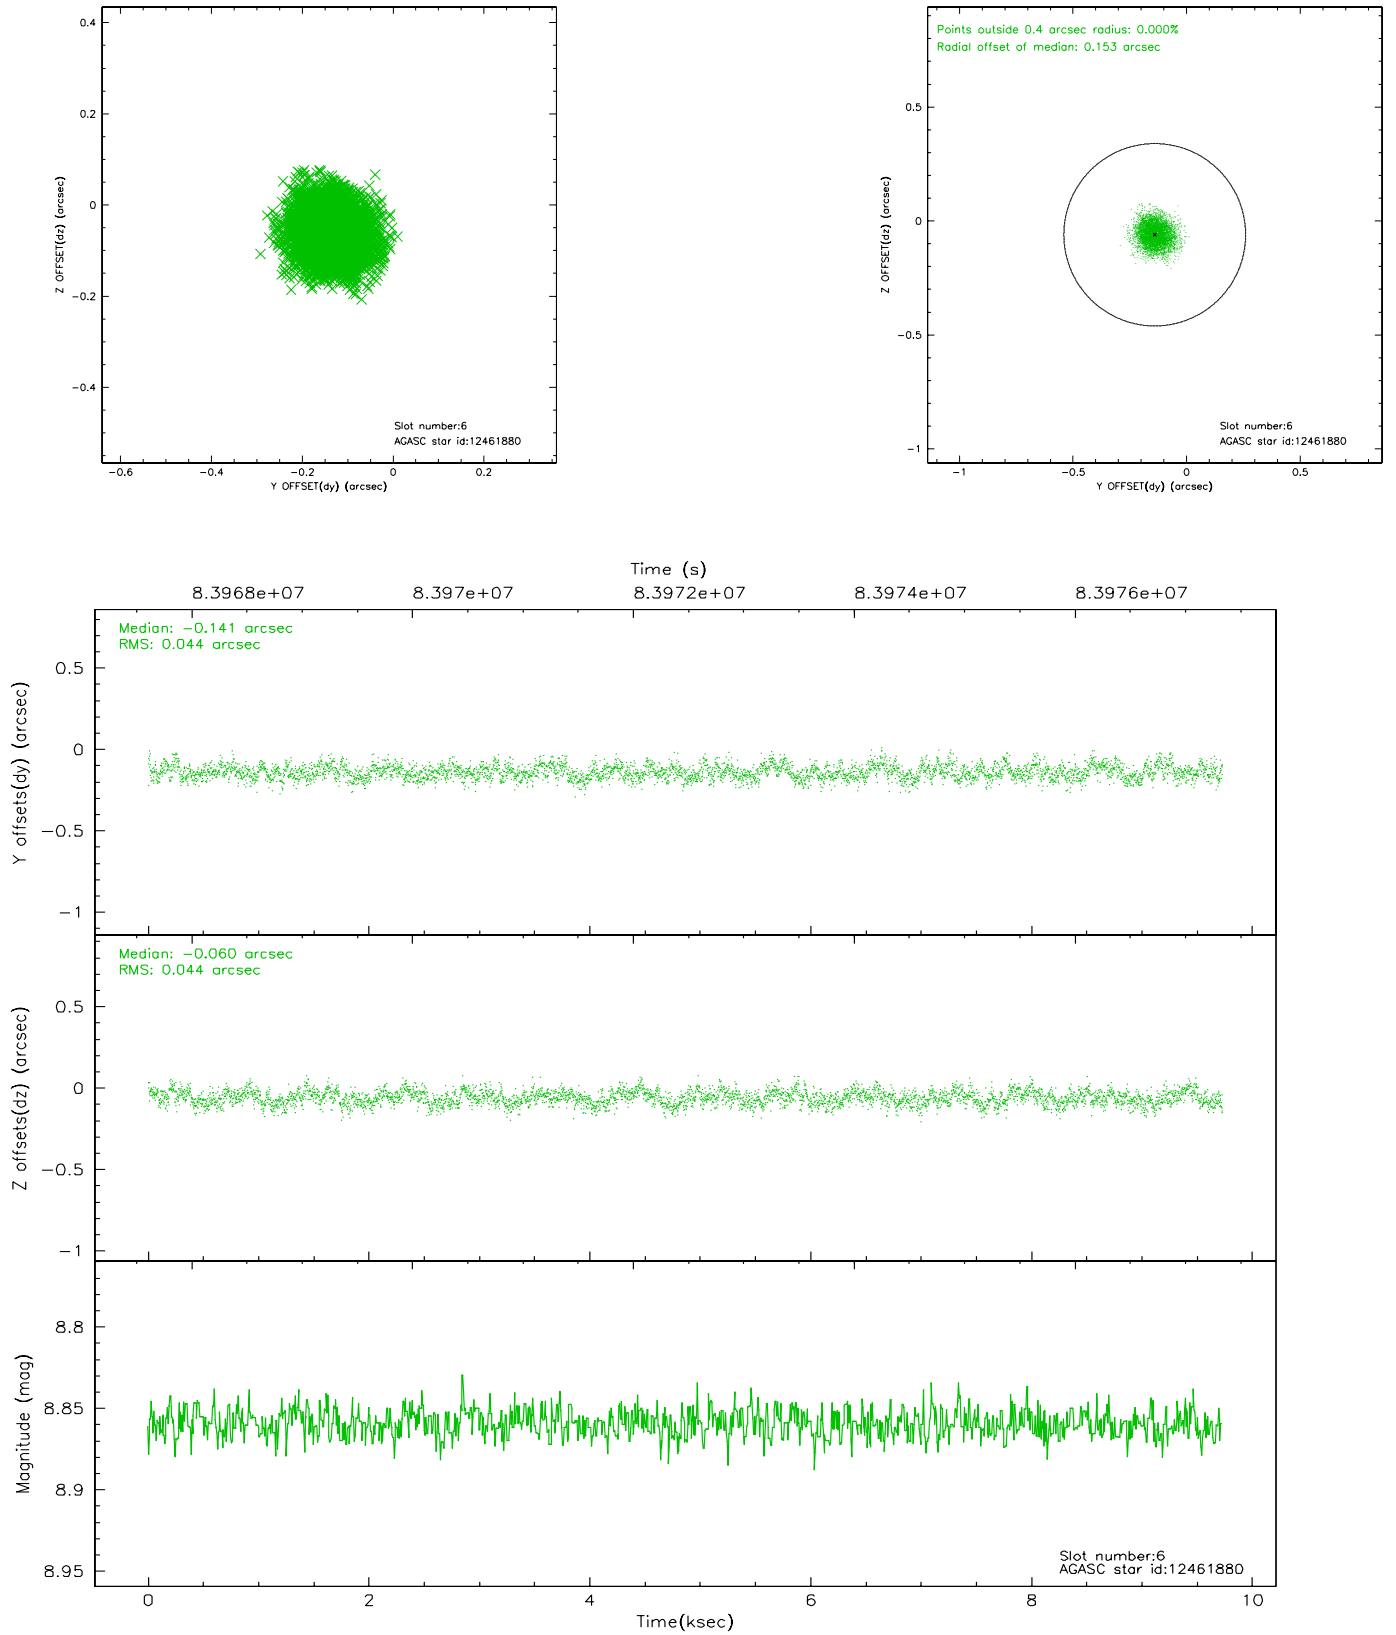 0.4
0.2
0
−0.2
−0.4
Z OFFSET(dz) (arcsec)
Slot number:6
AGASC star id:12461880
−0.6
−0.4
−0.2
0
0.2
Y OFFSET(dy) (arcsec)
Points outside 0.4 arcsec radius: 0.000%
Radial offset of median: 0.153 arcsec
0.5
0
−0.5
−1
Z OFFSET(dz) (arcsec)
Slot number:6
AGASC star id:12461880
−1
−0.5
0
0.5
Y OFFSET(dy) (arcsec)
Time (s)
8.3968e+07
8.397e+07
8.3972e+07
8.3974e+07
8.3976e+07
Median: −0.141 arcsec
RMS: 0.044 arcsec
0.5
0
−0.5
−1
Y offsets(dy) (arcsec)
Median: −0.060 arcsec
RMS: 0.044 arcsec
0.5
0
−0.5
−1
Z offsets(dz) (arcsec)
8.8
8.85
8.9
8.95
Magnitude (mag)
Slot number:6
AGASC star id:12461880
0
2
4
6
8
10
Time(ksec)